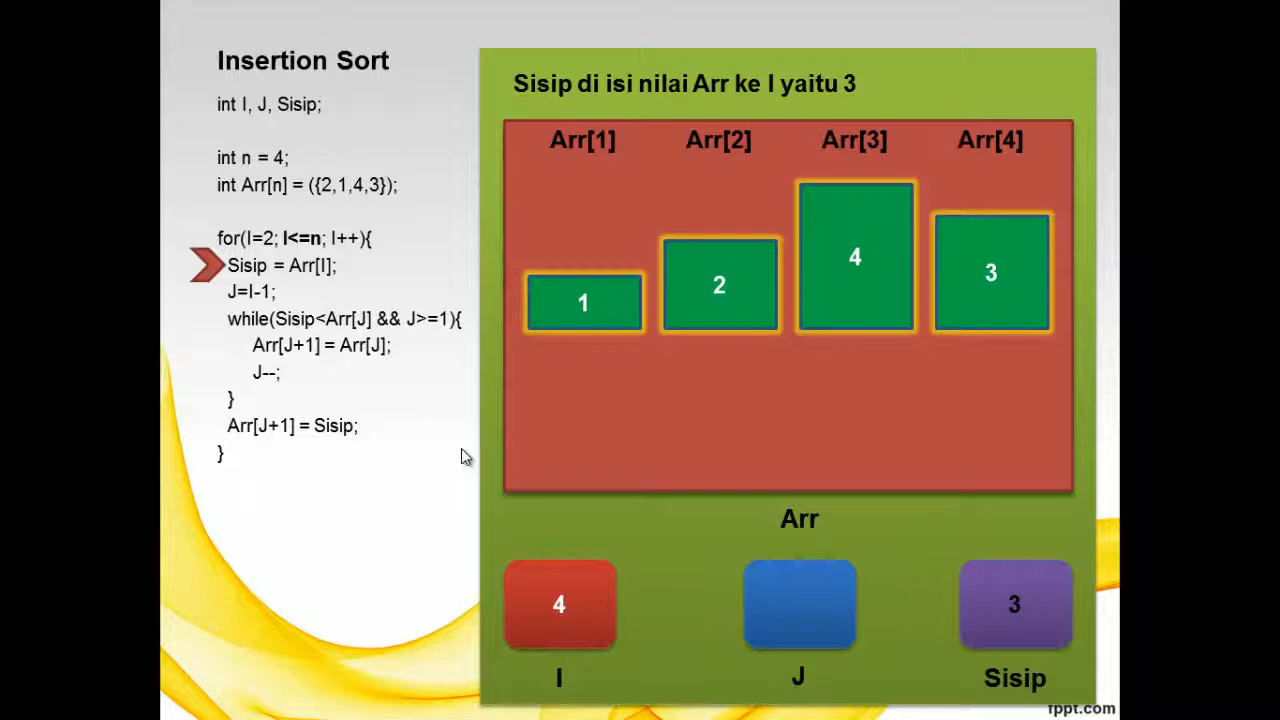 Insertion Sort
int I, J, Sisip;
int n = 4;
int Arr[n] = ({2,1,4,3});
for(I=2; I<=n; I++){
Sisip = Arr[I];
J=I-1;
while(Sisip<Arr[J] && J>=1){
Arr[J+1] = Arr[J];
J--;
}
Arr[J+1] = Sisip;
}
Sisip di isi nilai Arr ke I yaitu 3
Arr[1] Arr[2] Arr[3] Arr[4]
1 2 4 3
Arr
4 3
I J Sisip
fppt.com